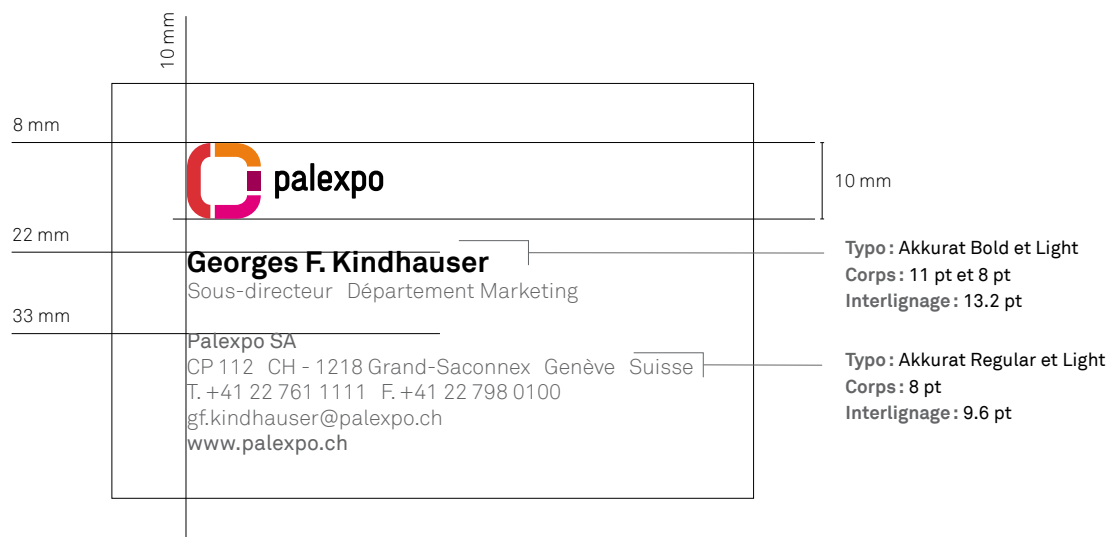 10 mm
8 mm
palexpo
10 mm
22 mm
Georges F. Kindhauser
Sous-directeur Département Marketing
Typo : Akkurat Bold et Light
Corps : 11 pt et 8 pt
Interlignage : 13.2 pt
33 mm
Palexpo SA
CP 112 CH - 1218 Grand-Saconnex Genève Suisse
T. +41 22 761 1111 F. +41 22 798 0100
gf.kindhauser@palexpo.ch
www.palexpo.ch
Typo : Akkurat Regular et Light
Corps : 8 pt
Interlignage : 9.6 pt